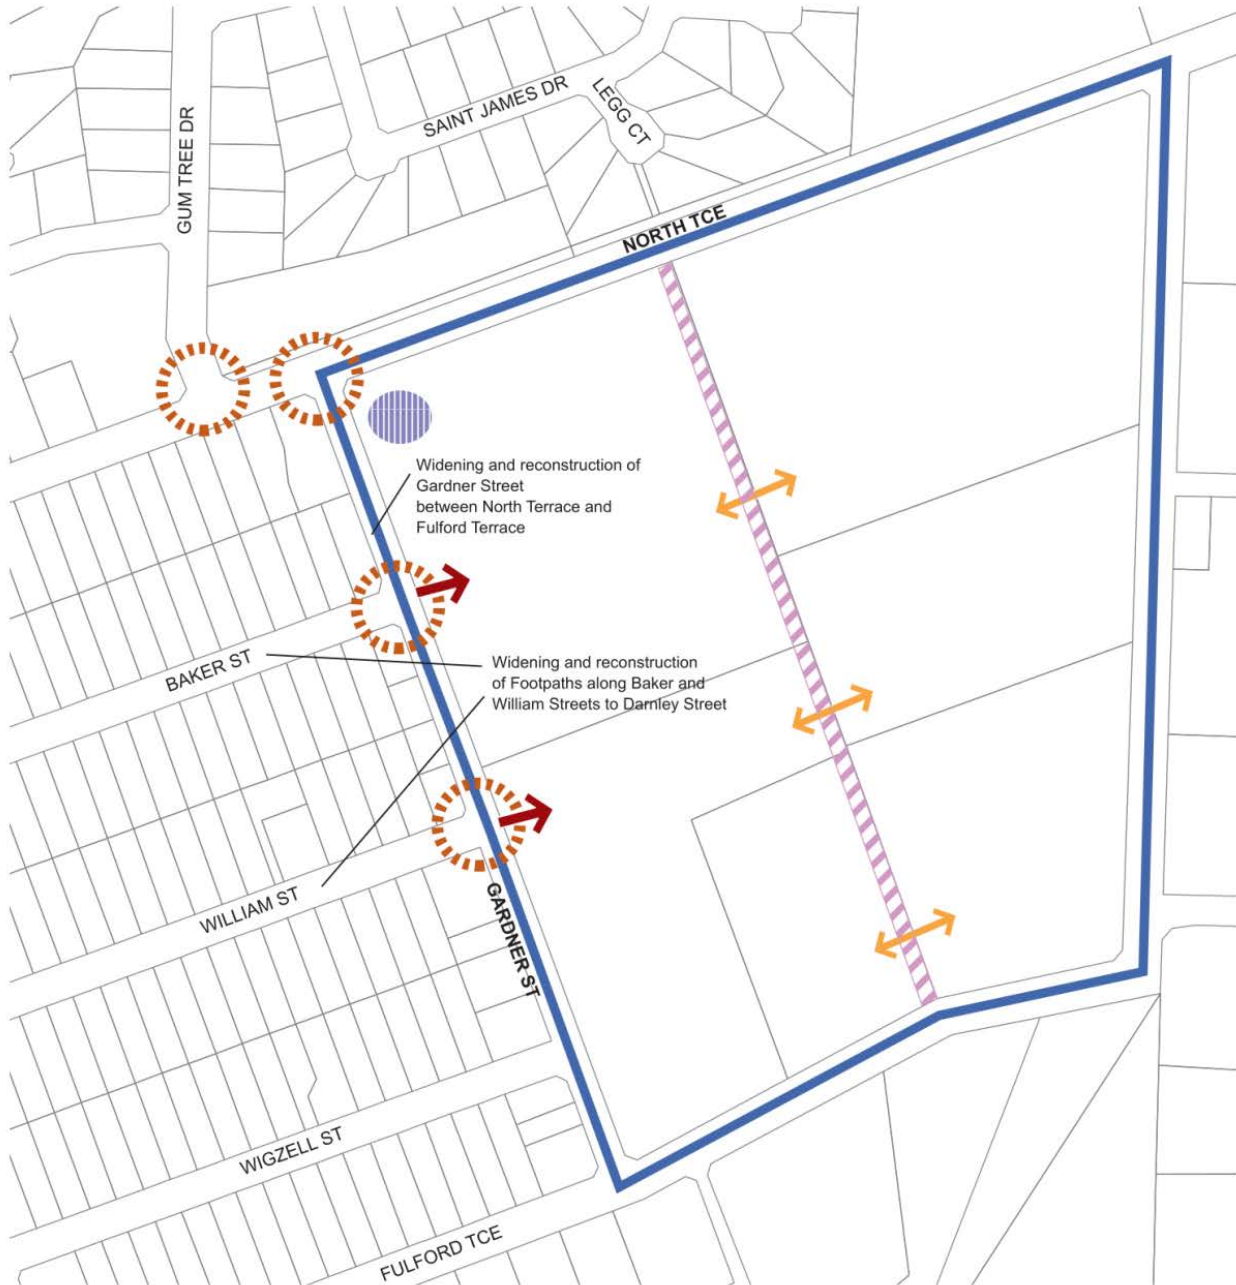 SAINT JAMES DR
LEGG CT
GUM TREE DR
NORTH TCE
Widening and reconstruction of
Gardner Street
between North Terrace and
Fulford Terrace
BAKER ST
Widening and reconstruction
of Footpaths along Baker and
William Streets to Darnley Street
WILLIAM ST
GARDNER ST
WIGZELL ST
FULFORD TCE